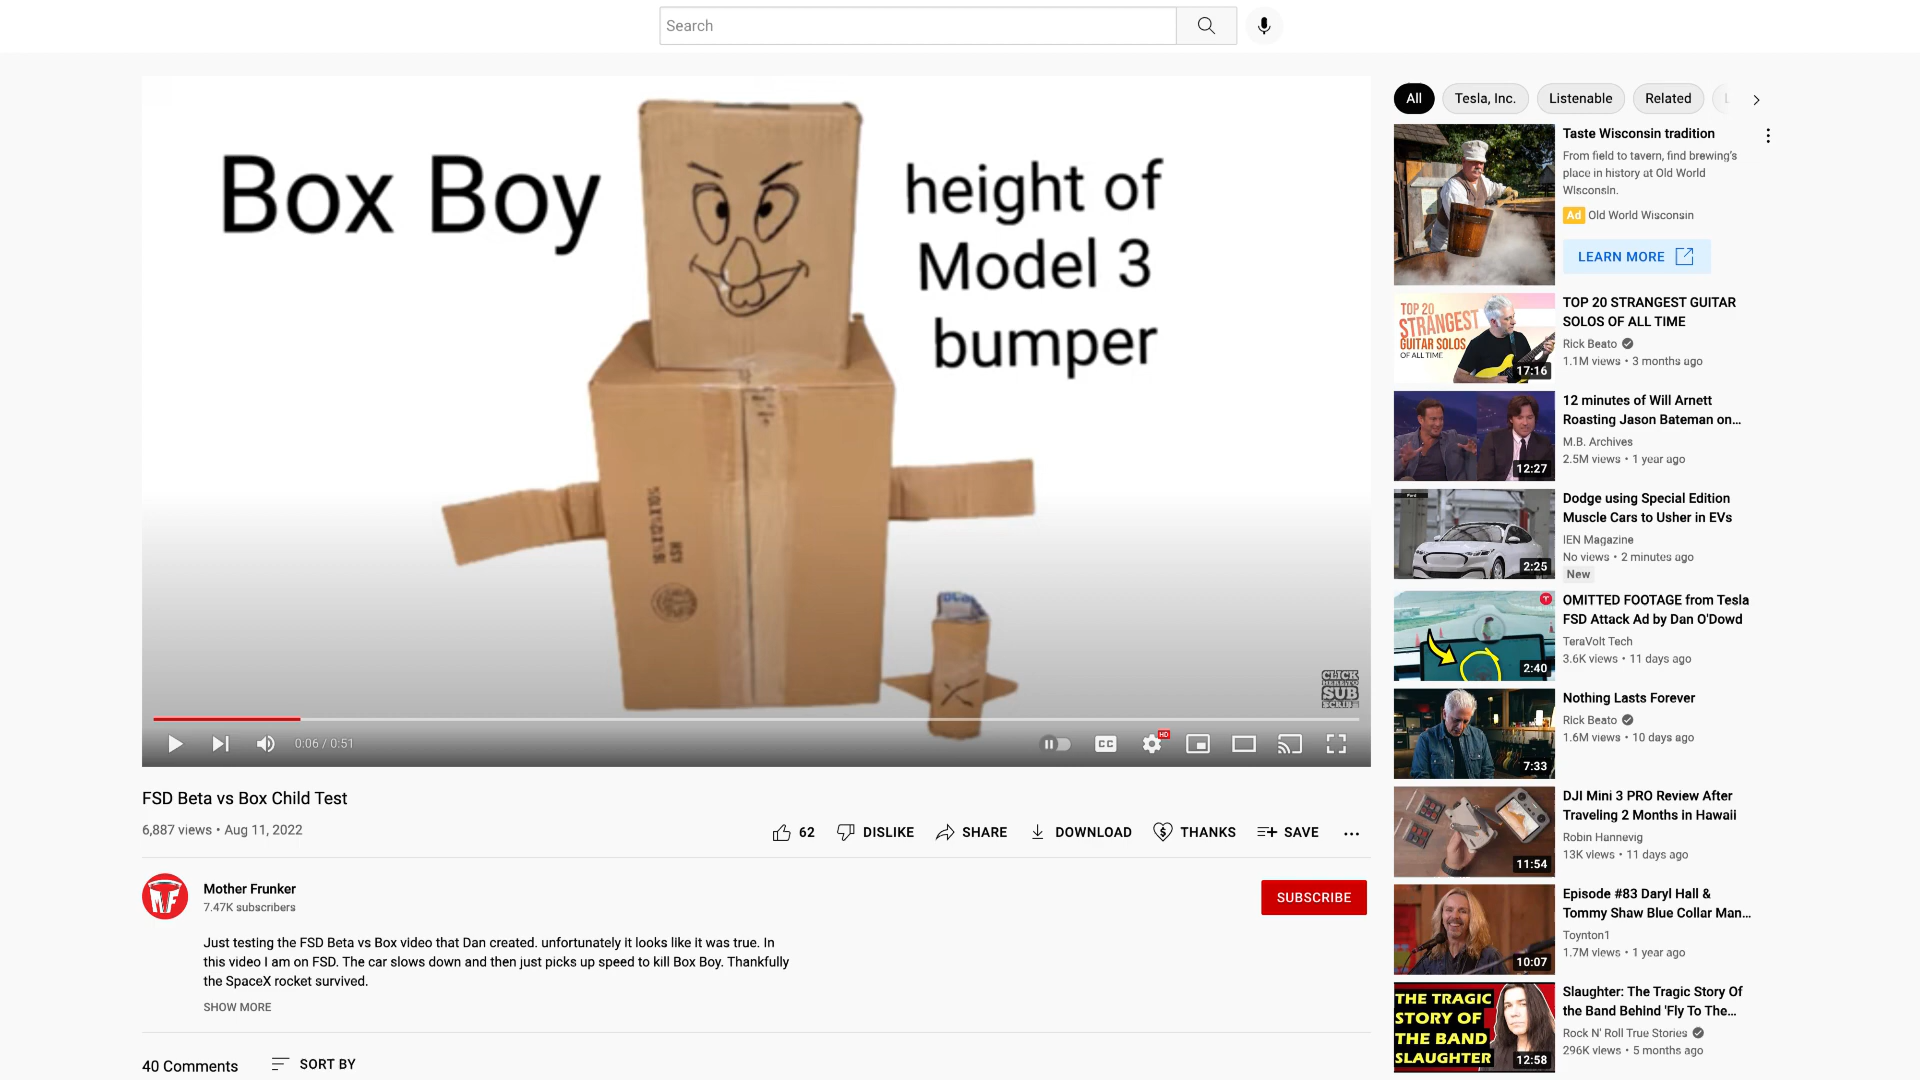 Search
Box Boy
height of
Model 3
bumper
CLICK
HERE TO
SUB
SCRIBE
0:06 / 0:51
CC
HD
FSD Beta vs Box Child Test
6,887 views • Aug 11, 2022
62
DISLIKE
SHARE
DOWNLOAD
THANKS
SAVE
Mother Frunker
7.47K subscribers
SUBSCRIBE
Just testing the FSD Beta vs Box video that Dan created. unfortunately it looks like it was true. In
this video I am on FSD. The car slows down and then just picks up speed to kill Box Boy. Thankfully
the SpaceX rocket survived.
SHOW MORE
40 Comments
SORT BY
All
Tesla, Inc.
Listenable
Related
Taste Wisconsin tradition
From field to tavern, find brewing's
place in history at Old World
Wisconsin.
Ad Old World Wisconsin
LEARN MORE
TOP 20
STRANGEST
GUITAR SOLOS
OF ALL TIME
17:16
TOP 20 STRANGEST GUITAR
SOLOS OF ALL TIME
Rick Beato
1.1M views • 3 months ago
12:27
12 minutes of Will Arnett
Roasting Jason Bateman on...
M.B. Archives
2.5M views • 1 year ago
Ford
2:25
Dodge using Special Edition
Muscle Cars to Usher in EVs
IEN Magazine
No views • 2 minutes ago
New
2:40
OMITTED FOOTAGE from Tesla
FSD Attack Ad by Dan O'Dowd
TeraVolt Tech
3.6K views • 11 days ago
7:33
Nothing Lasts Forever
Rick Beato
1.6M views • 10 days ago
11:54
DJI Mini 3 PRO Review After
Traveling 2 Months in Hawaii
Robin Hannevig
13K views • 11 days ago
10:07
Episode #83 Daryl Hall &
Tommy Shaw Blue Collar Man...
Toynton1
1.7M views • 1 year ago
THE TRAGIC
STORY OF
THE BAND
SLAUGHTER
12:58
Slaughter: The Tragic Story Of
the Band Behind 'Fly To The...
Rock N' Roll True Stories
296K views • 5 months ago